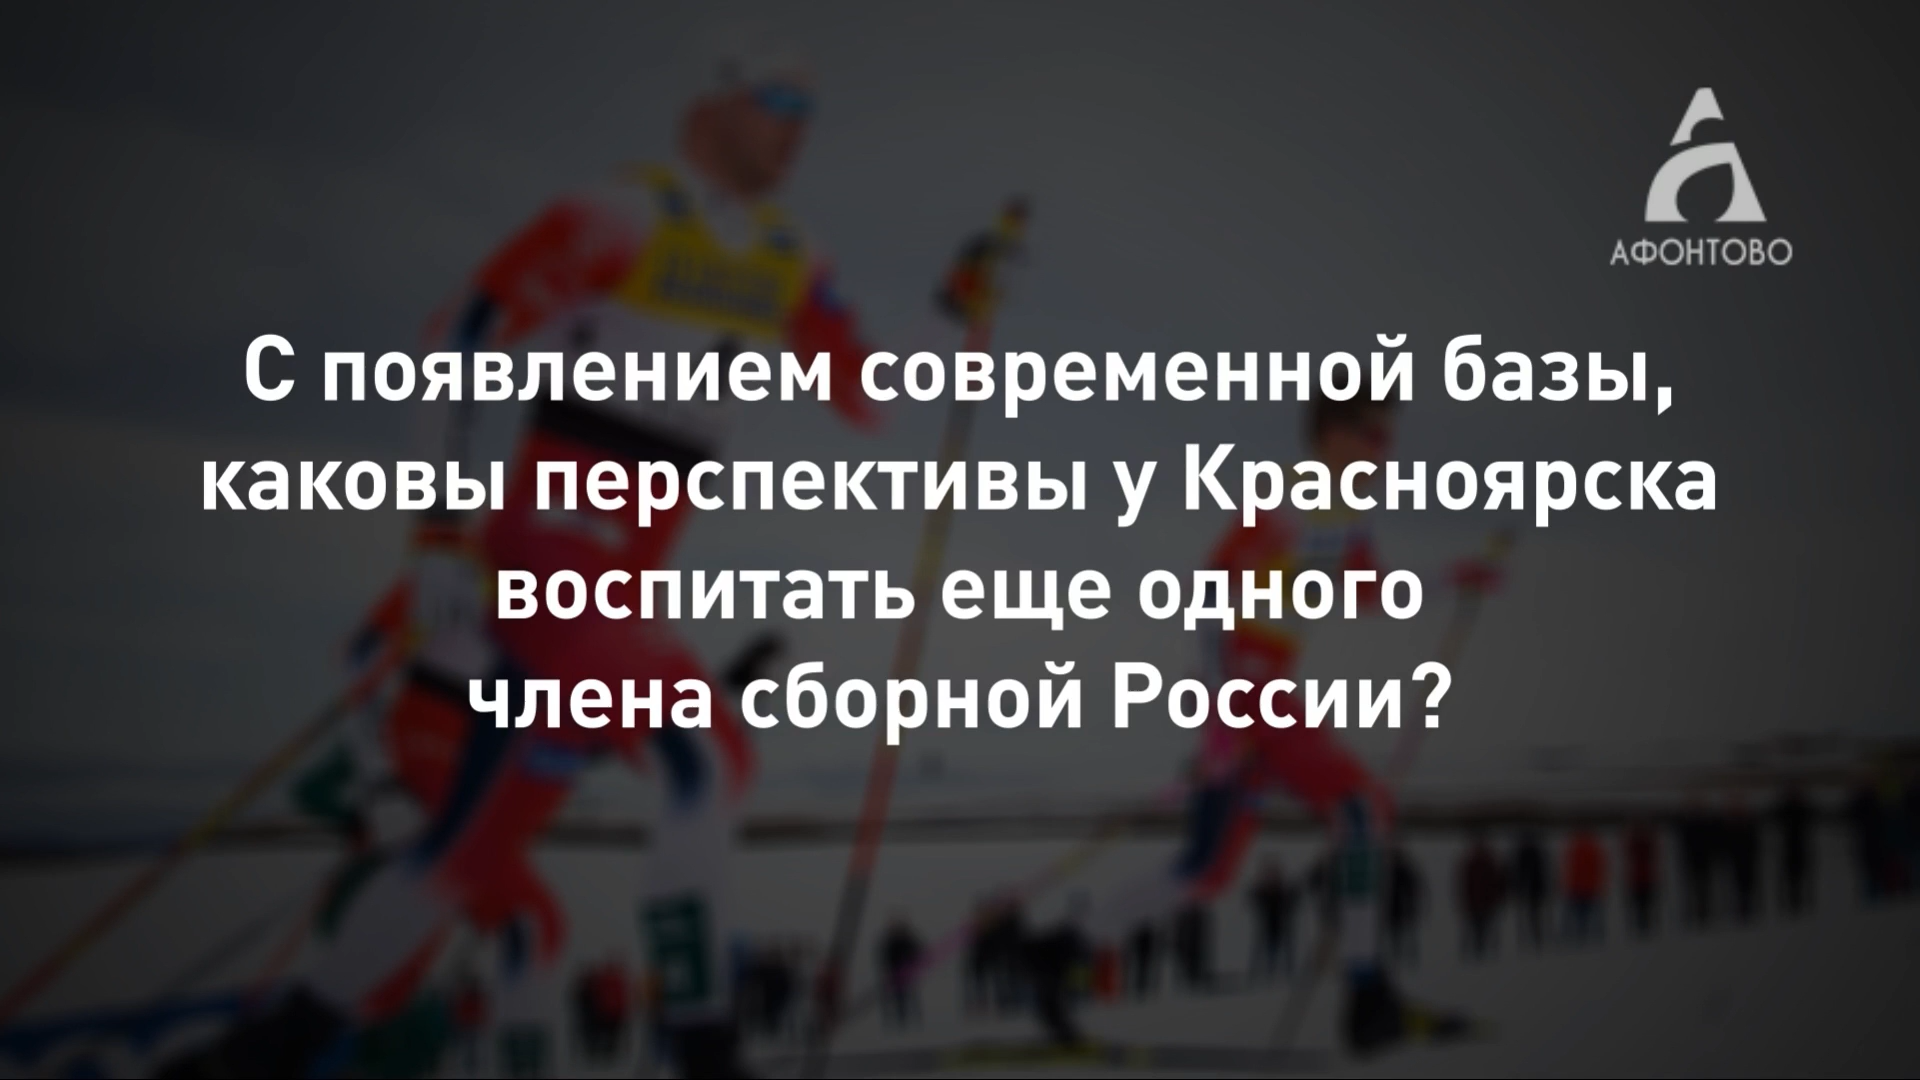 АФОНТОВО
С появлением современной базы,
каковы перспективы у Красноярска
воспитать еще одного
члена сборной России?